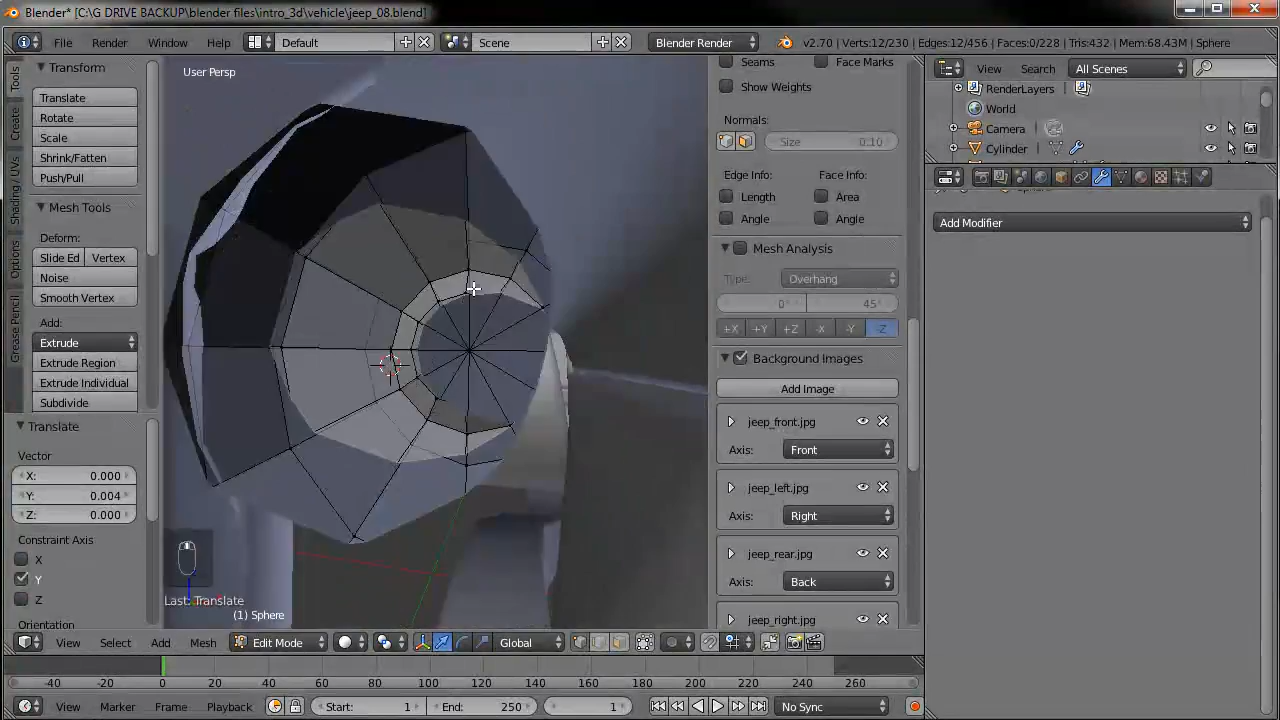 Blender* [C:\G DRIVE BACKUP\blender files\intro_3d\vehicle\jeep_08.blend]
File Render Window Help Default Scene Blender Render v2.70 | Verts:12/230 | Edges:12/456 | Faces:0/228 | Tris:432 | Mem:68.43M | Sphere
Tools
Create
Shading / UVs
Options
Grease Pencil
Transform
Translate
Rotate
Scale
Shrink/Fatten
Push/Pull
Mesh Tools
Deform:
Slide Ed Vertex
Noise
Smooth Vertex
Add:
Extrude
Extrude Region
Extrude Individual
Subdivide
Translate
Vector
X: 0.000
Y: 0.004
Z: 0.000
Constraint Axis
X
Y
Z
Orientation
User Persp
Last: Translate
(1) Sphere
Seams Face Marks
Show Weights
Normals:
Size 0.10
Edge Info: Face Info:
Length Area
Angle Angle
Mesh Analysis
Type: Overhang
0° 45°
+X +Y +Z -X -Y -Z
Background Images
Add Image
jeep_front.jpg
Axis: Front
jeep_left.jpg
Axis: Right
jeep_rear.jpg
Axis: Back
jeep_right.jpg
View Search All Scenes
RenderLayers
World
Camera
Cylinder
Add Modifier
View Select Add Mesh Edit Mode Global
-40 -20 0 20 40 60 80 100 120 140 160 180 200 220 240 260
View Marker Frame Playback Start: 1 End: 250 1 No Sync